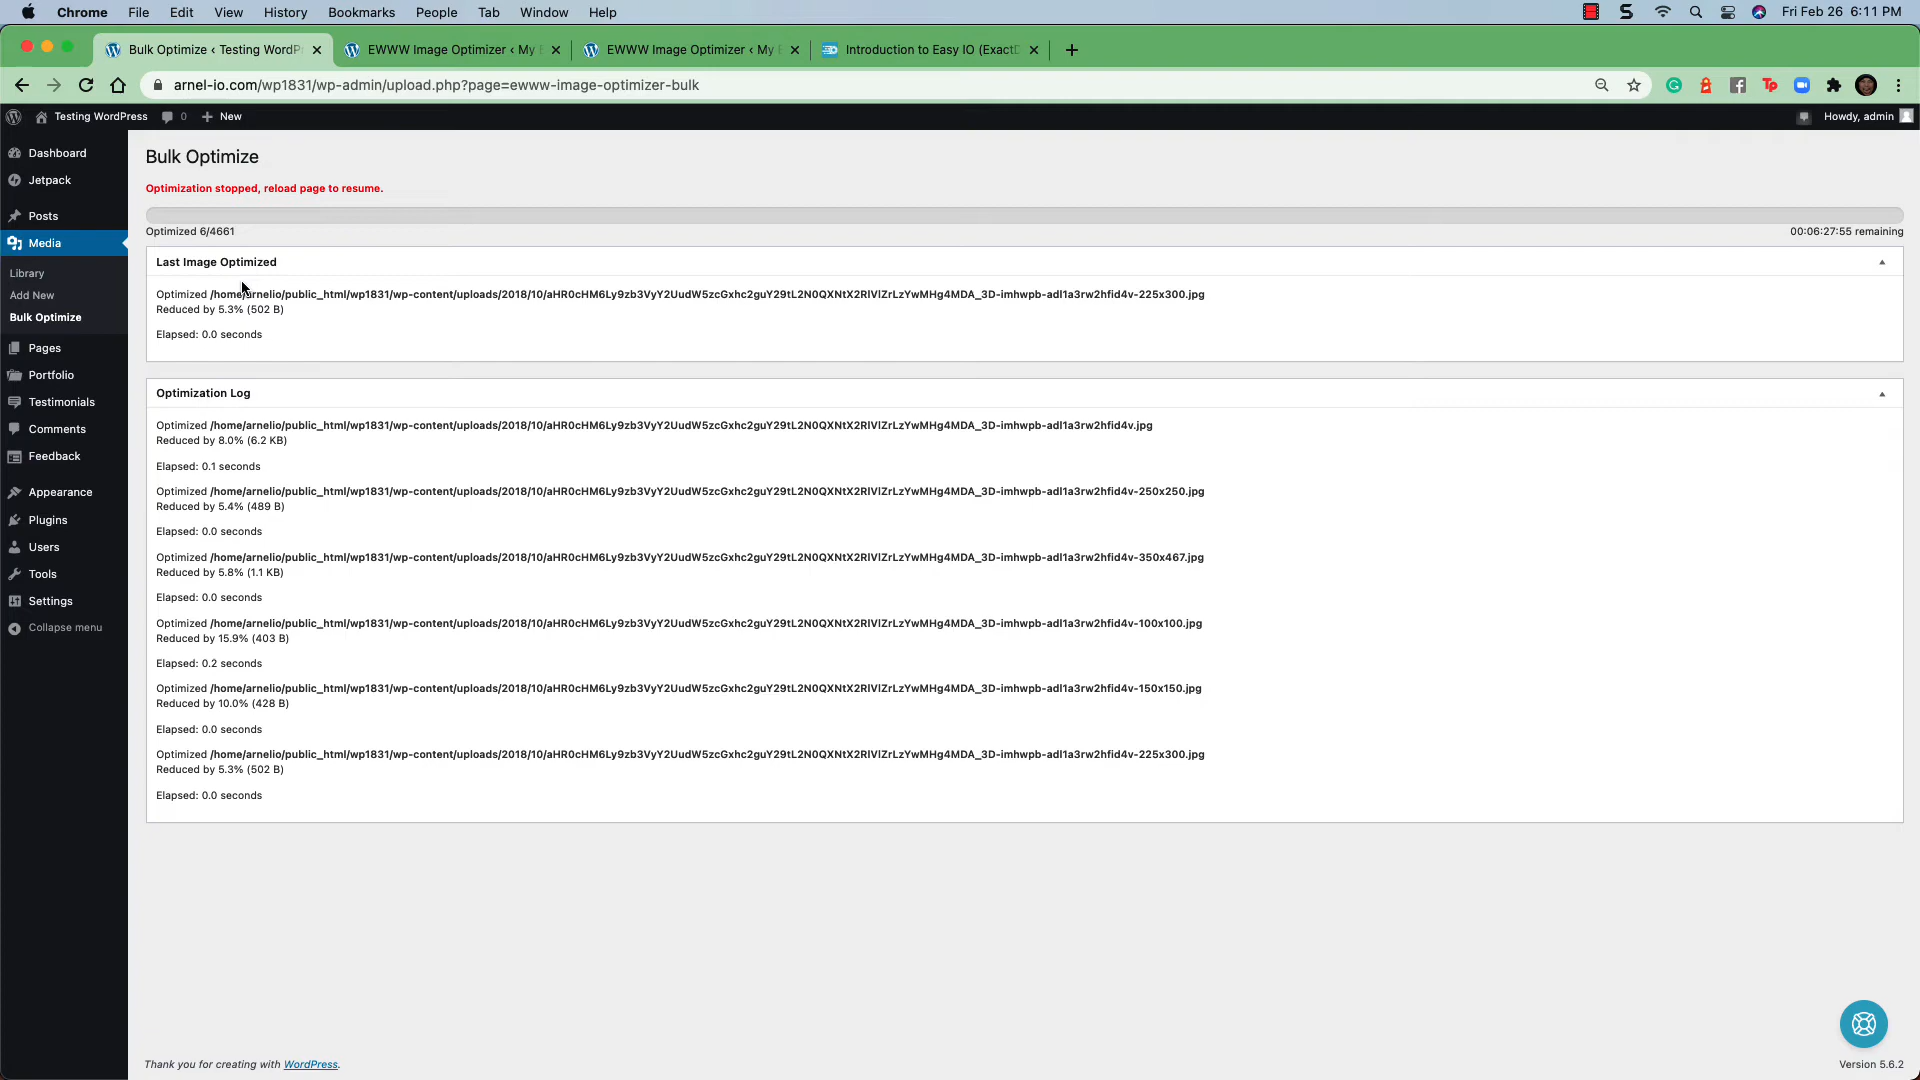 Chrome File Edit View History Bookmarks People Tab Window Help Fri Feb 26 6:11 PM
Bulk Optimize ‹ Testing WordP EWWW Image Optimizer ‹ My E EWWW Image Optimizer ‹ My E Introduction to Easy IO (ExactD
arnel-io.com/wp1831/wp-admin/upload.php?page=ewww-image-optimizer-bulk
Testing WordPress 0 New Howdy, admin
Dashboard
Jetpack
Posts
Media
Library
Add New
Bulk Optimize
Pages
Portfolio
Testimonials
Comments
Feedback
Appearance
Plugins
Users
Tools
Settings
Collapse menu
Bulk Optimize
Optimization stopped, reload page to resume.
Optimized 6/4661 00:06:27:55 remaining
Last Image Optimized
Optimized /home/arnelio/public_html/wp1831/wp-content/uploads/2018/10/aHR0cHM6Ly9zb3VyY2UudW5zcGxhc2guY29tL2N0QXNtX2RlVlZrLzYwMHg4MDA_3D-imhwpb-adl1a3rw2hfid4v-225x300.jpg
Reduced by 5.3% (502 B)
Elapsed: 0.0 seconds
Optimization Log
Optimized /home/arnelio/public_html/wp1831/wp-content/uploads/2018/10/aHR0cHM6Ly9zb3VyY2UudW5zcGxhc2guY29tL2N0QXNtX2RlVlZrLzYwMHg4MDA_3D-imhwpb-adl1a3rw2hfid4v.jpg
Reduced by 8.0% (6.2 KB)
Elapsed: 0.1 seconds
Optimized /home/arnelio/public_html/wp1831/wp-content/uploads/2018/10/aHR0cHM6Ly9zb3VyY2UudW5zcGxhc2guY29tL2N0QXNtX2RlVlZrLzYwMHg4MDA_3D-imhwpb-adl1a3rw2hfid4v-250x250.jpg
Reduced by 5.4% (489 B)
Elapsed: 0.0 seconds
Optimized /home/arnelio/public_html/wp1831/wp-content/uploads/2018/10/aHR0cHM6Ly9zb3VyY2UudW5zcGxhc2guY29tL2N0QXNtX2RlVlZrLzYwMHg4MDA_3D-imhwpb-adl1a3rw2hfid4v-350x467.jpg
Reduced by 5.8% (1.1 KB)
Elapsed: 0.0 seconds
Optimized /home/arnelio/public_html/wp1831/wp-content/uploads/2018/10/aHR0cHM6Ly9zb3VyY2UudW5zcGxhc2guY29tL2N0QXNtX2RlVlZrLzYwMHg4MDA_3D-imhwpb-adl1a3rw2hfid4v-100x100.jpg
Reduced by 15.9% (403 B)
Elapsed: 0.2 seconds
Optimized /home/arnelio/public_html/wp1831/wp-content/uploads/2018/10/aHR0cHM6Ly9zb3VyY2UudW5zcGxhc2guY29tL2N0QXNtX2RlVlZrLzYwMHg4MDA_3D-imhwpb-adl1a3rw2hfid4v-150x150.jpg
Reduced by 10.0% (428 B)
Elapsed: 0.0 seconds
Optimized /home/arnelio/public_html/wp1831/wp-content/uploads/2018/10/aHR0cHM6Ly9zb3VyY2UudW5zcGxhc2guY29tL2N0QXNtX2RlVlZrLzYwMHg4MDA_3D-imhwpb-adl1a3rw2hfid4v-225x300.jpg
Reduced by 5.3% (502 B)
Elapsed: 0.0 seconds
Thank you for creating with WordPress. Version 5.6.2